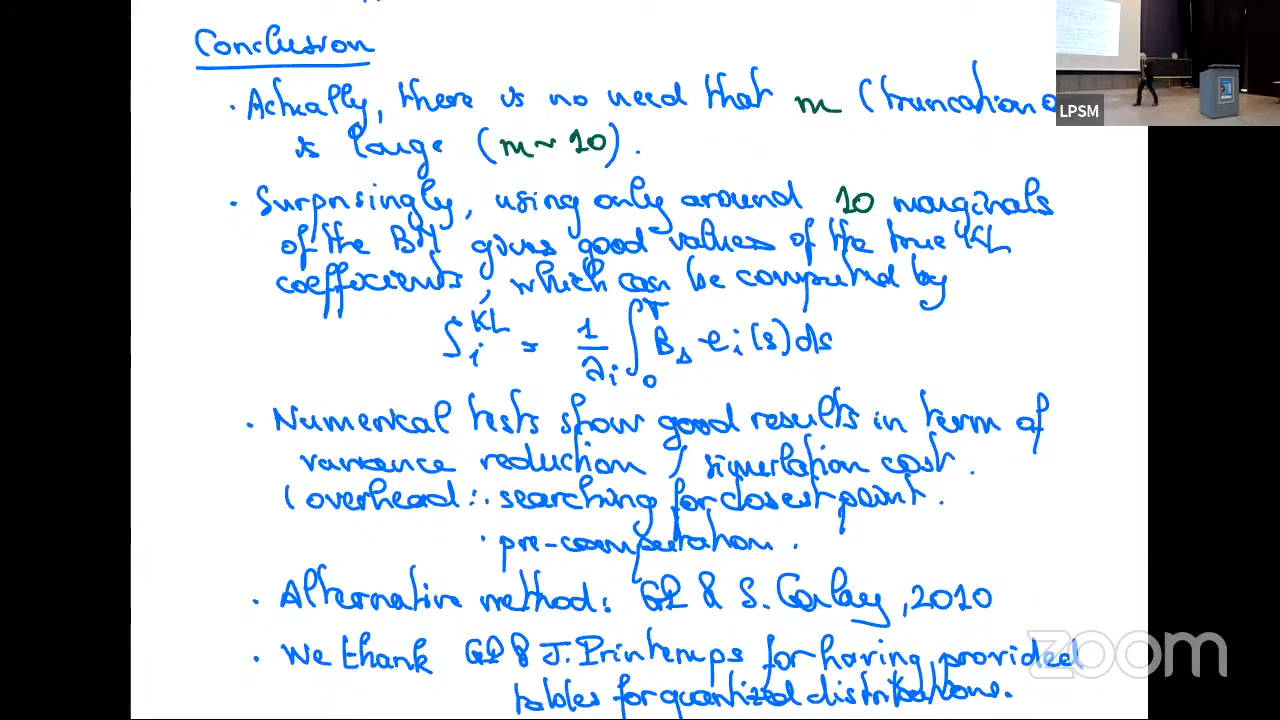 Conclusion
· Actually, there is no need that m (truncation
is large (m ~ 10).
· Surprisingly, using only around 10 marginals
of the BM gives good values of the true KL
coefficients, which can be computed by
ξ_i^{KL} = \frac{1}{λ_i} \int_0^T B_s e_i(s) ds
· Numerical tests show good results in term of
variance reduction / simulation cost.
(overhead: · searching for closest point.
· pre-computation.
· Alternative method: GP & S. Corlay, 2010
· We thank GP & J. Printemps for having provided
tables for quantized distributions.
LPSM
zoom